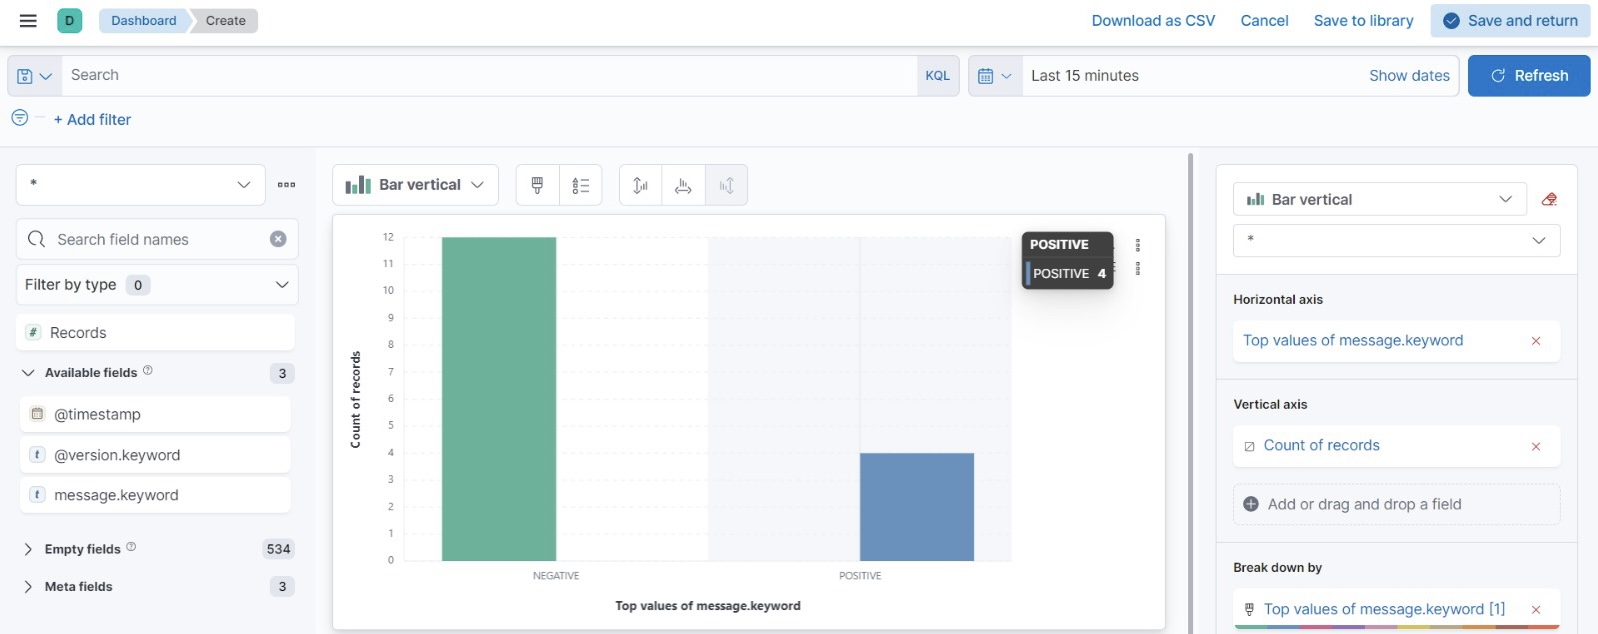 D Dashboard Create Download as CSV Cancel Save to library Save and return
Search KQL Last 15 minutes Show dates Refresh
+ Add filter
* Bar vertical
Search field names
Filter by type 0
# Records
Available fields 3
@timestamp
t @version.keyword
t message.keyword
Empty fields 534
Meta fields 3
12
11
10
9
8
7
6
5
4
3
2
1
0
Count of records
NEGATIVE POSITIVE
Top values of message.keyword
POSITIVE
POSITIVE 4
Bar vertical
*
Horizontal axis
Top values of message.keyword
Vertical axis
Count of records
Add or drag and drop a field
Break down by
Top values of message.keyword [1]